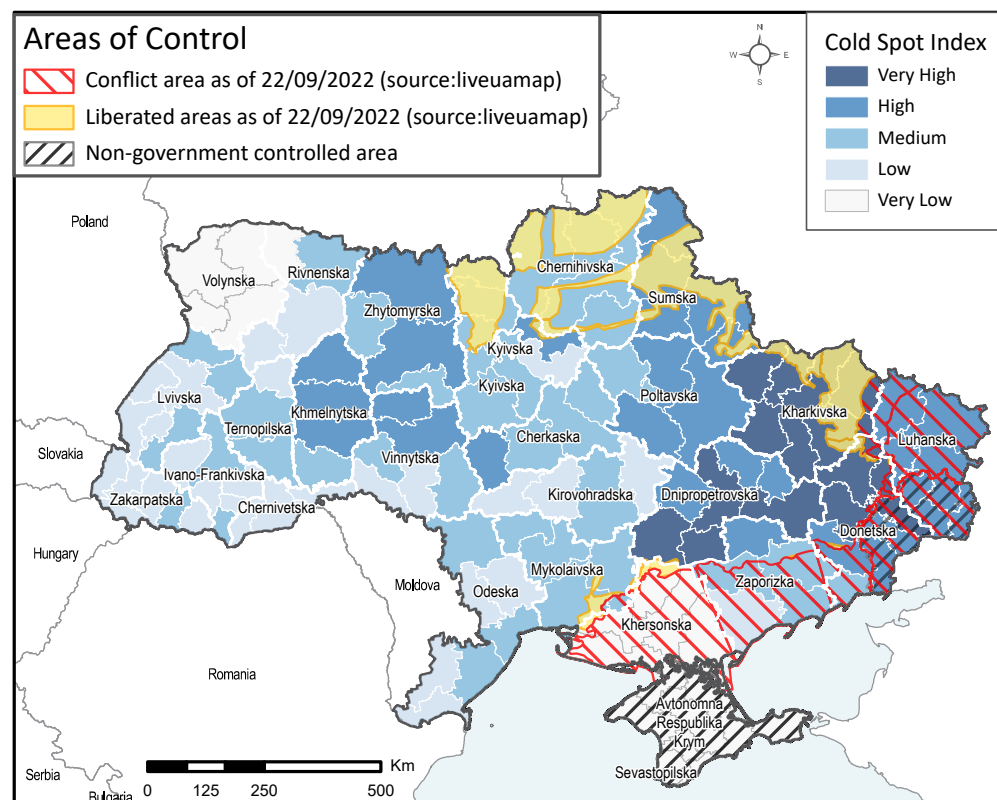 Areas of Control
Conflict area as of 22/09/2022 (source:liveuamap)
Liberated areas as of 22/09/2022 (source:liveuamap)
Non-government controlled area
N
W
E
S
Cold Spot Index
Very High
High
Medium
Low
Very Low
Poland
Volynska
Rivnenska
Zhytomyrska
Chernihivska
Sumska
Kyivska
Kyivska
Lvivska
Khmelnytska
Ternopilska
Poltavska
Kharkivska
Luhanska
Slovakia
Cherkaska
Vinnytska
Ivano-Frankivska
Zakarpatska
Chernivetska
Kirovohradska
Dnipropetrovska
Donetska
Hungary
Moldova
Mykolaivska
Odeska
Zaporizka
Khersonska
Romania
Avtonomna
Respublika
Krym
Sevastopilska
Serbia
Bulgaria
Km
0 125 250 500